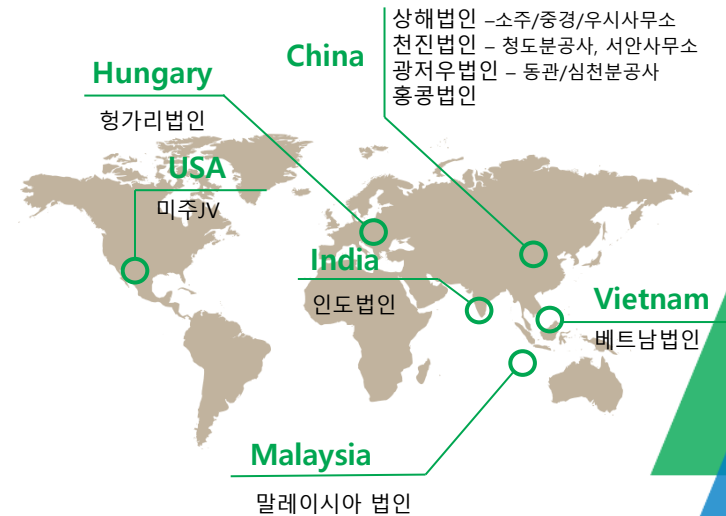 China
상해법인 –소주/중경/우시사무소
천진법인 – 청도분공사, 서안사무소
광저우법인 – 동관/심천분공사
홍콩법인
Hungary
헝가리법인
USA
미주JV
India
인도법인
Vietnam
베트남법인
Malaysia
말레이시아 법인